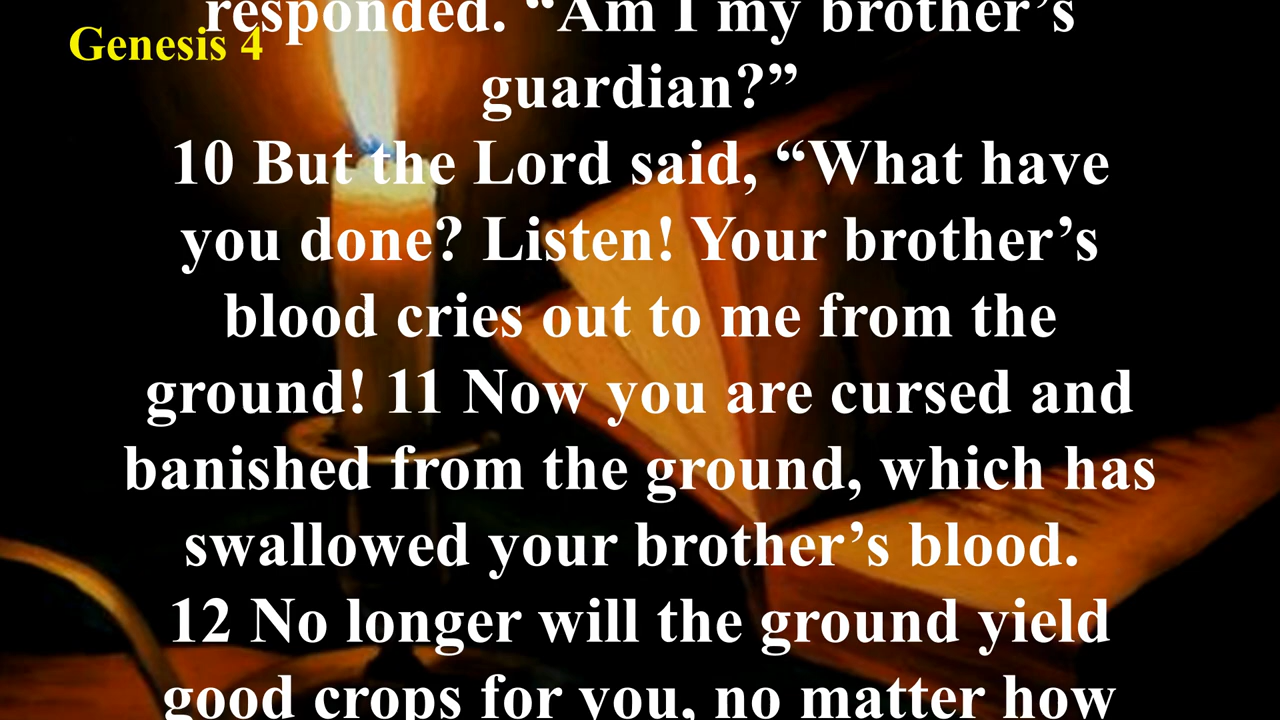 responded. “Am I my brother’s
Genesis 4
guardian?”
10 But the Lord said, “What have
you done? Listen! Your brother’s
blood cries out to me from the
ground! 11 Now you are cursed and
banished from the ground, which has
swallowed your brother’s blood.
12 No longer will the ground yield
good crops for you, no matter how